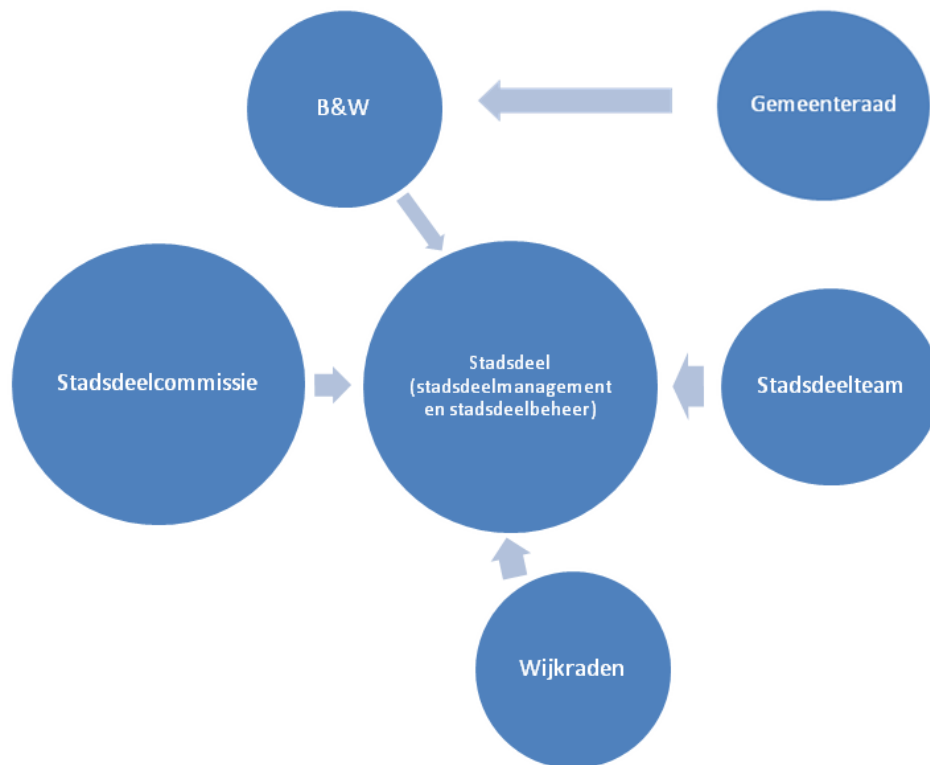 B&W
Gemeenteraad
Stadsdeelcommissie
Stadsdeel
(stadsdeelmanagement
en stadsdeelbeheer)
Stadsdeelteam
Wijkraden